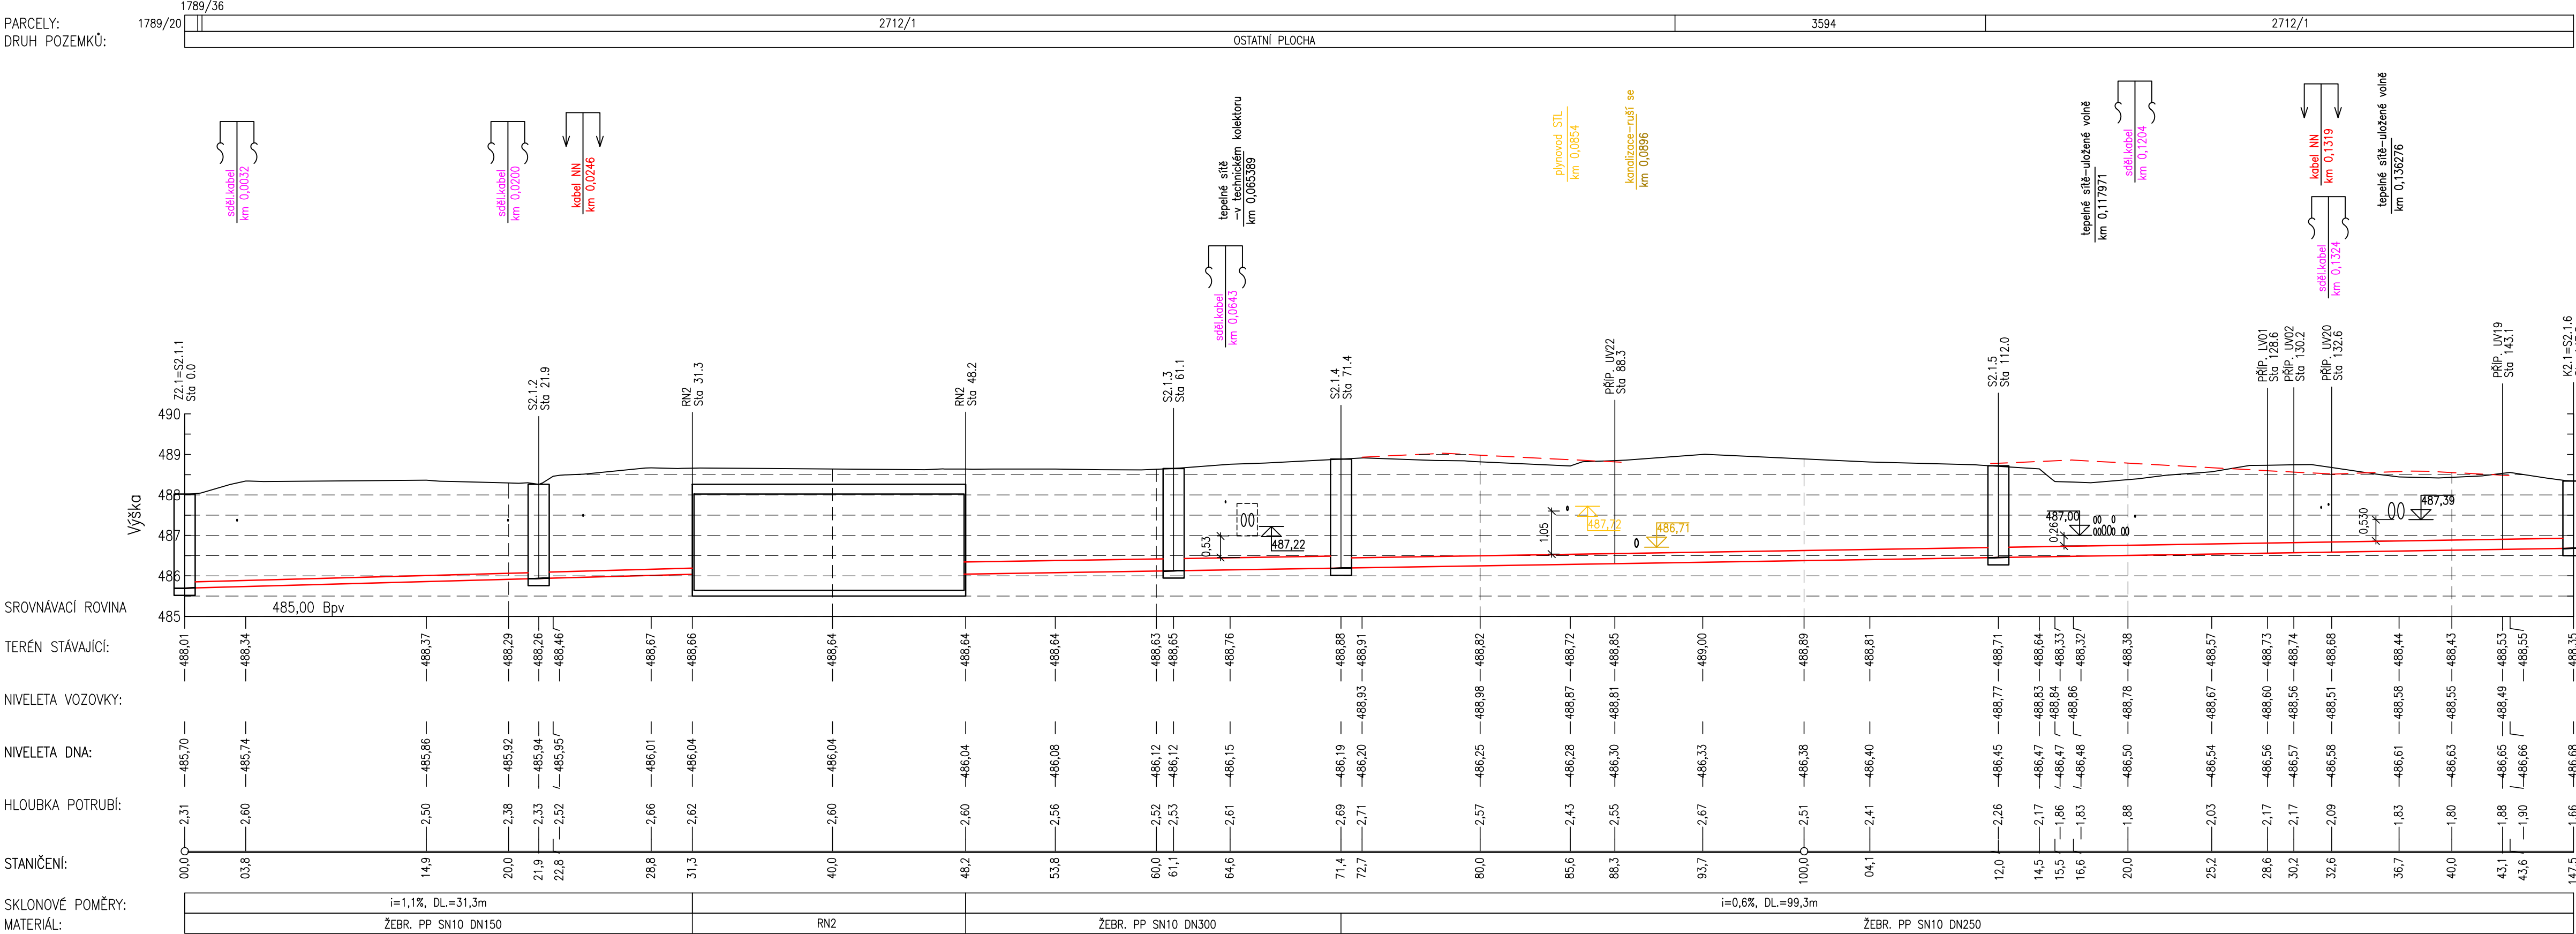 1789/36
PARCELY: 1789/20 2712/1 3594 2712/1
DRUH POZEMKŮ: OSTATNÍ PLOCHA
sděl.kabel
km 0,0032
sděl.kabel
km 0,0200
kabel NN
km 0,0246
tepelné sítě
-v technickém kolektoru
km 0,065389
sděl.kabel
km 0,0643
plynovod STL
km 0,0854
kanalizace-ruší se
km 0,0896
tepelné sítě-uložené volně
km 0,117971
sděl.kabel
km 0,1204
kabel NN
km 0,1319
sděl.kabel
km 0,1324
tepelné sítě-uložené volně
km 0,136276
Z2.1=S2.1.1
Sta 0.0
S2.1.2
Sta 21.9
RN2
Sta 31.3
RN2
Sta 48.2
S2.1.3
Sta 61.1
S2.1.4
Sta 71.4
PŘÍP. UV22
Sta 88.3
S2.1.5
Sta 112.0
PŘÍP. LV01
Sta 128.6
PŘÍP. UV02
Sta 130.2
PŘÍP. UV20
Sta 132.6
PŘÍP. UV19
Sta 143.1
K2.1=S2.1.6
Výška
490
489
488
487
486
485
0,53
487,22
1.05
487,72
486,71
0,26
487,00
0,530
487,39
SROVNÁVACÍ ROVINA 485,00 Bpv
TERÉN STÁVAJÍCÍ: 488,01 488,34 488,37 488,29 488,26 488,46 488,67 488,66 488,64 488,64 488,64 488,63 488,65 488,76 488,88 488,91 488,82 488,72 488,85 489,00 488,89 488,81 488,71 488,64 488,33 488,32 488,38 488,57 488,73 488,74 488,68 488,44 488,43 488,53 488,55 488,35
NIVELETA VOZOVKY: 488,93 488,98 488,87 488,81 488,77 488,83 488,84 488,86 488,78 488,67 488,60 488,56 488,51 488,58 488,55 488,49
NIVELETA DNA: 485,70 485,74 485,86 485,92 485,94 485,95 486,01 486,04 486,04 486,04 486,08 486,12 486,12 486,15 486,19 486,20 486,25 486,28 486,30 486,33 486,38 486,40 486,45 486,47 486,47 486,48 486,50 486,54 486,56 486,57 486,58 486,61 486,63 486,65 486,66 486,68
HLOUBKA POTRUBÍ: 2,31 2,60 2,50 2,38 2,33 2,52 2,66 2,62 2,60 2,60 2,56 2,52 2,53 2,61 2,69 2,71 2,57 2,43 2,55 2,67 2,51 2,41 2,26 2,17 1,86 1,83 1,88 2,03 2,17 2,17 2,09 1,83 1,80 1,88 1,90 1,66
STANIČENÍ: 00,0 03,8 14,9 20,0 21,9 22,8 28,8 31,3 40,0 48,2 53,8 60,0 61,1 64,6 71,4 72,7 80,0 85,6 88,3 93,7 100,0 04,1 12,0 14,5 15,5 16,6 20,0 25,2 28,6 30,2 32,6 36,7 40,0 43,1 43,6 147,5
SKLONOVÉ POMĚRY: i=1,1%, DL.=31,3m i=0,6%, DL.=99,3m
MATERIÁL: ŽEBR. PP SN10 DN150 RN2 ŽEBR. PP SN10 DN300 ŽEBR. PP SN10 DN250